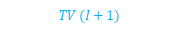 TV (I + 1)